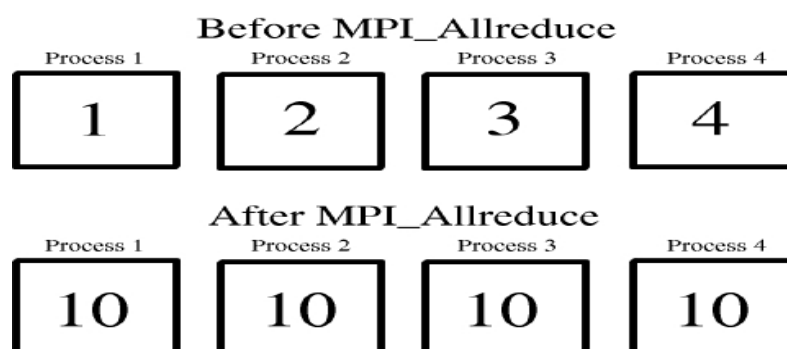 Before MPI_Allreduce
Process 1 Process 2 Process 3 Process 4
1 2 3 4
After MPI_Allreduce
Process 1 Process 2 Process 3 Process 4
10 10 10 10